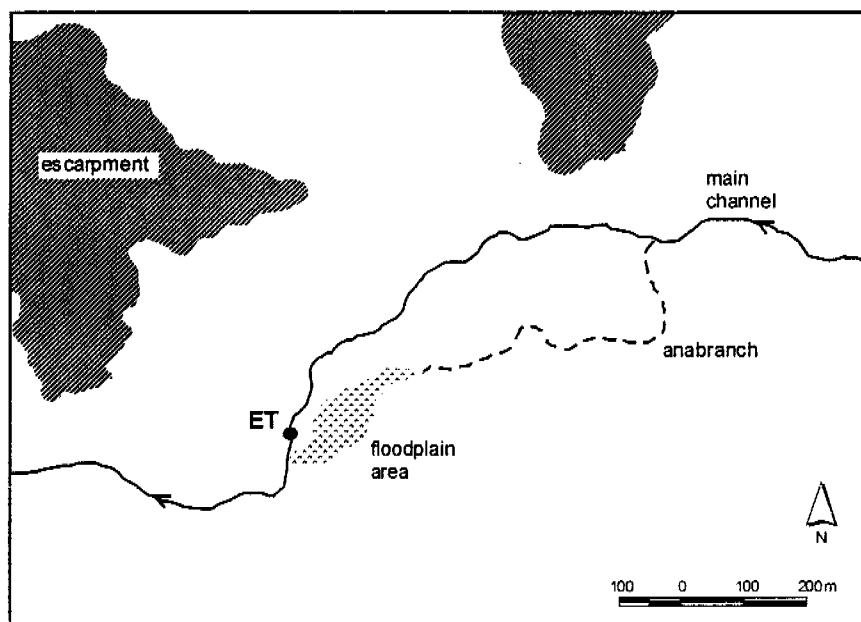 escarpment
main
channel
anabranch
ET
floodplain
area
N
100 0 100 200m